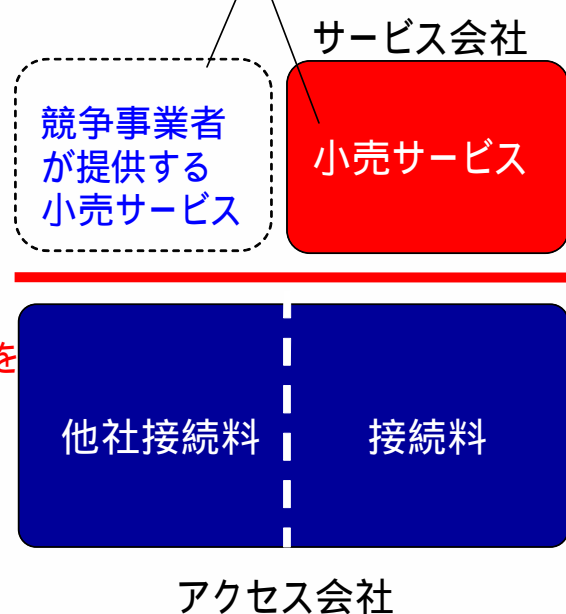 サービス会社
競争事業者
が提供する
小売サービス
小売サービス
を
他社接続料
接続料
アクセス会社